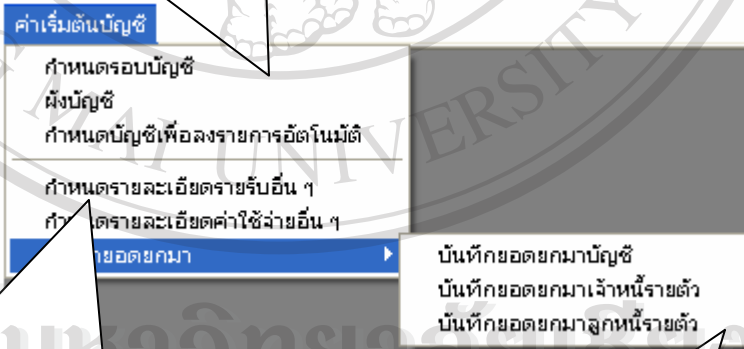 ค่าเริ่มต้นบัญชี
กำหนดรอบบัญชี
ผังบัญชี
กำหนดบัญชีเพื่อลงรายการอัตโนมัติ
กำหนดรายละเอียดรายรับอื่น ๆ
รายละเอียดค่าใช้จ่ายอื่น ๆ
ยอดยกมา
บันทึกยอดยกมาบัญชี
บันทึกยอดยกมาเจ้าหนี้รายตัว
บันทึกยอดยกมาลูกหนี้รายตัว
MAI UNIVERSITY